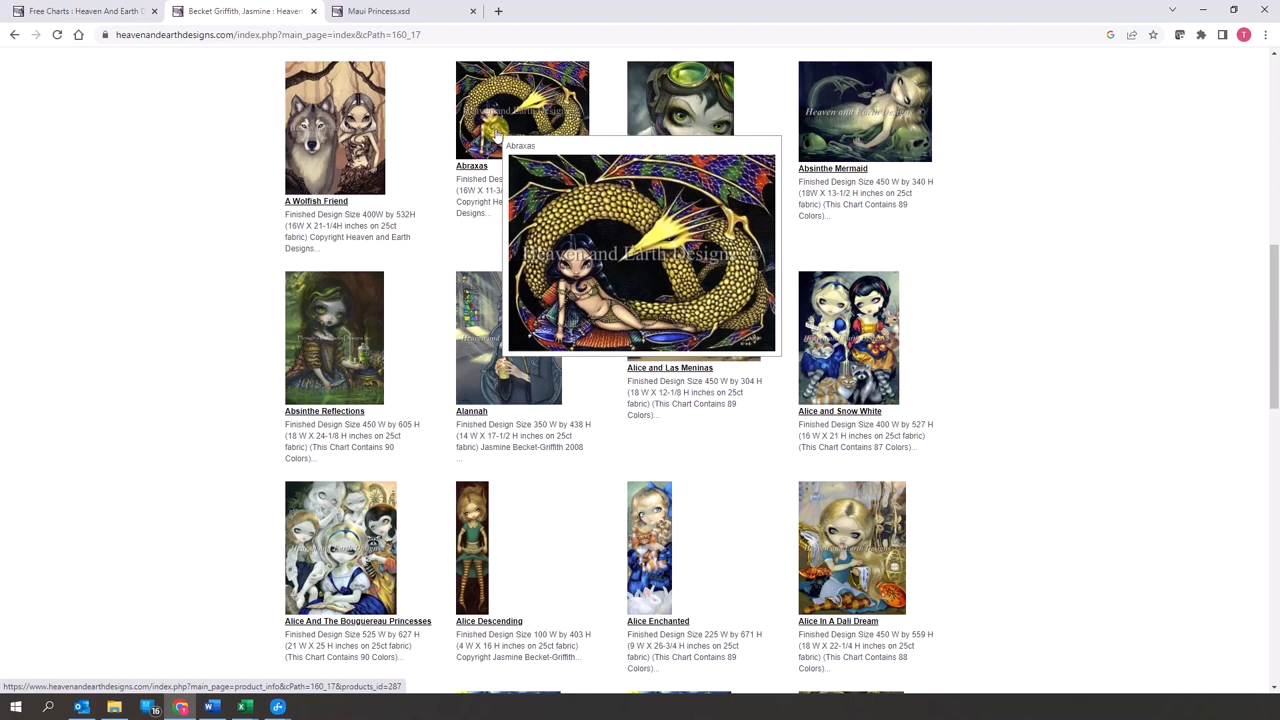 Free Charts : Heaven And Earth D
Becket Griffith, Jasmine : Heaven
Maui Princess.xsd
heavenandearthdesigns.com/index.php?main_page=index&cPath=160_17
T
Heaven and Earth Designs
A Wolfish Friend
Finished Design Size 400W by 532H
(16W X 21-1/4H inches on 25ct
fabric) Copyright Heaven and Earth
Designs...
Abraxas
Finished Des
(16W X 11-3/
Copyright He
Designs...
Abraxas
Heaven and Earth Designs ©
Heaven and Earth Designs
Absinthe Mermaid
Finished Design Size 450 W by 340 H
(18W X 13-1/2 H inches on 25ct
fabric) (This Chart Contains 89
Colors)...
Absinthe Reflections
Finished Design Size 450 W by 605 H
(18 W X 24-1/8 H inches on 25ct
fabric) (This Chart Contains 90
Colors)...
Alannah
Finished Design Size 350 W by 438 H
(14 W X 17-1/2 H inches on 25ct
fabric) Jasmine Becket-Griffith 2008
...
Alice and Las Meninas
Finished Design Size 450 W by 304 H
(18 W X 12-1/8 H inches on 25ct
fabric) (This Chart Contains 89
Colors)...
Alice and Snow White
Finished Design Size 400 W by 527 H
(16 W X 21 H inches on 25ct fabric)
(This Chart Contains 87 Colors)...
Alice And The Bouguereau Princesses
Finished Design Size 525 W by 627 H
(21 W X 25 H inches on 25ct fabric)
(This Chart Contains 90 Colors)...
Alice Descending
Finished Design Size 100 W by 403 H
(4 W X 16 H inches on 25ct fabric)
Copyright Jasmine Becket-Griffith...
Alice Enchanted
Finished Design Size 225 W by 671 H
(9 W X 26-3/4 H inches on 25ct
fabric) (This Chart Contains 89
Colors)...
Alice In A Dali Dream
Finished Design Size 450 W by 559 H
(18 W X 22-1/4 H inches on 25ct
fabric) (This Chart Contains 88
Colors)...
https://www.heavenandearthdesigns.com/index.php?main_page=product_info&cPath=160_17&products_id=287
16